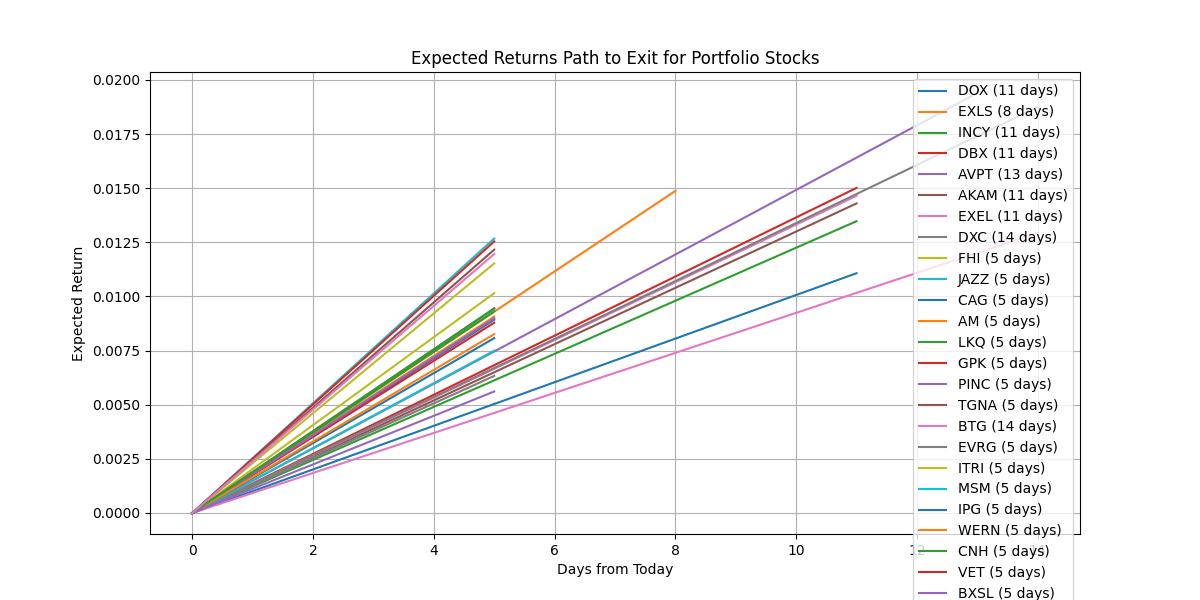 Expected Returns Path to Exit for Portfolio Stocks
Expected Return
0.0200
0.0175
0.0150
0.0125
0.0100
0.0075
0.0050
0.0025
0.0000
0
2
4
6
8
10
12
14
Days from Today
DOX (11 days)
EXLS (8 days)
INCY (11 days)
DBX (11 days)
AVPT (13 days)
AKAM (11 days)
EXEL (11 days)
DXC (14 days)
FHI (5 days)
JAZZ (5 days)
CAG (5 days)
AM (5 days)
LKQ (5 days)
GPK (5 days)
PINC (5 days)
TGNA (5 days)
BTG (14 days)
EVRG (5 days)
ITRI (5 days)
MSM (5 days)
IPG (5 days)
WERN (5 days)
CNH (5 days)
VET (5 days)
BXSL (5 days)